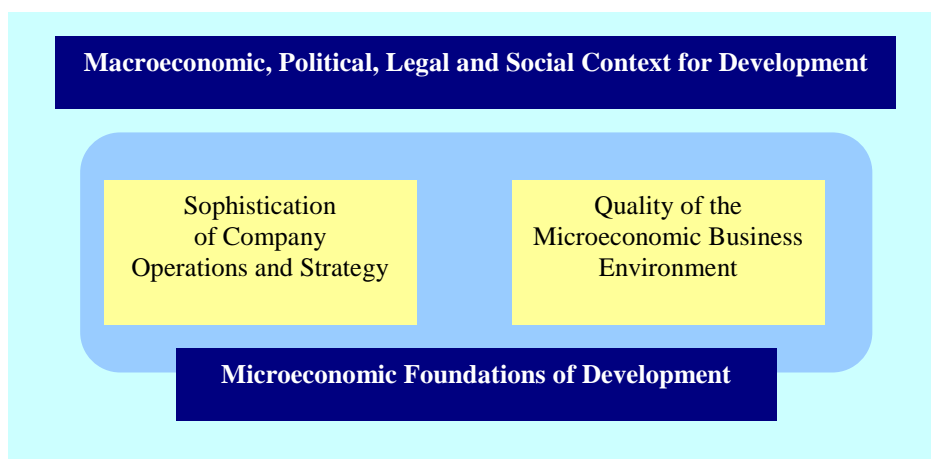 Macroeconomic, Political, Legal and Social Context for Development
Sophistication
of Company
Operations and Strategy
Quality of the
Microeconomic Business
Environment
Microeconomic Foundations of Development